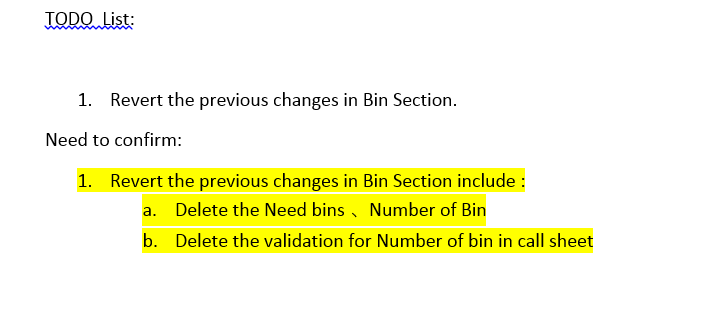 TODO List:
1. Revert the previous changes in Bin Section.
Need to confirm:
1. Revert the previous changes in Bin Section include :
a. Delete the Need bins 、 Number of Bin
b. Delete the validation for Number of bin in call sheet